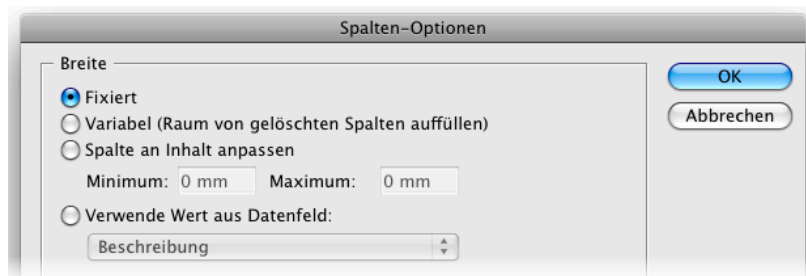 Spalten-Optionen
Breite
Fixiert
Variabel (Raum von gelöschten Spalten auffüllen)
Spalte an Inhalt anpassen
Minimum: 0 mm Maximum: 0 mm
Verwende Wert aus Datenfeld:
Beschreibung
OK
Abbrechen